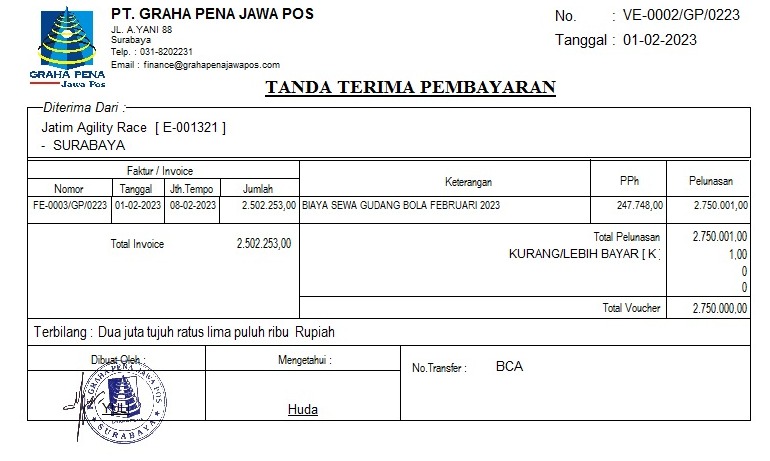 PT. GRAHA PENA JAWA POS
JL. A.YANI 88
Surabaya
Telp. : 031-8202231
Email : finance@grahapenajawapos.com
GRAHA PENA
Jawa Pos
No. : VE-0002/GP/0223
Tanggal : 01-02-2023
TANDA TERIMA PEMBAYARAN
Diterima Dari :
Jatim Agility Race [ E-001321 ]
- SURABAYA
Faktur / Invoice Keterangan PPh Pelunasan
Nomor Tanggal Jth.Tempo Jumlah
FE-0003/GP/0223 01-02-2023 08-02-2023 2.502.253,00 BIAYA SEWA GUDANG BOLA FEBRUARI 2023 247.748,00 2.750.001,00
Total Invoice 2.502.253,00
Total Pelunasan 2.750.001,00
KURANG/LEBIH BAYAR [ K ] 1,00
0
0
Total Voucher 2.750.000,00
Terbilang : Dua juta tujuh ratus lima puluh ribu Rupiah
Dibuat Oleh : Mengetahui : No.Transfer : BCA
GRAHA PENA JAWA POS
SURABAYA
Huda